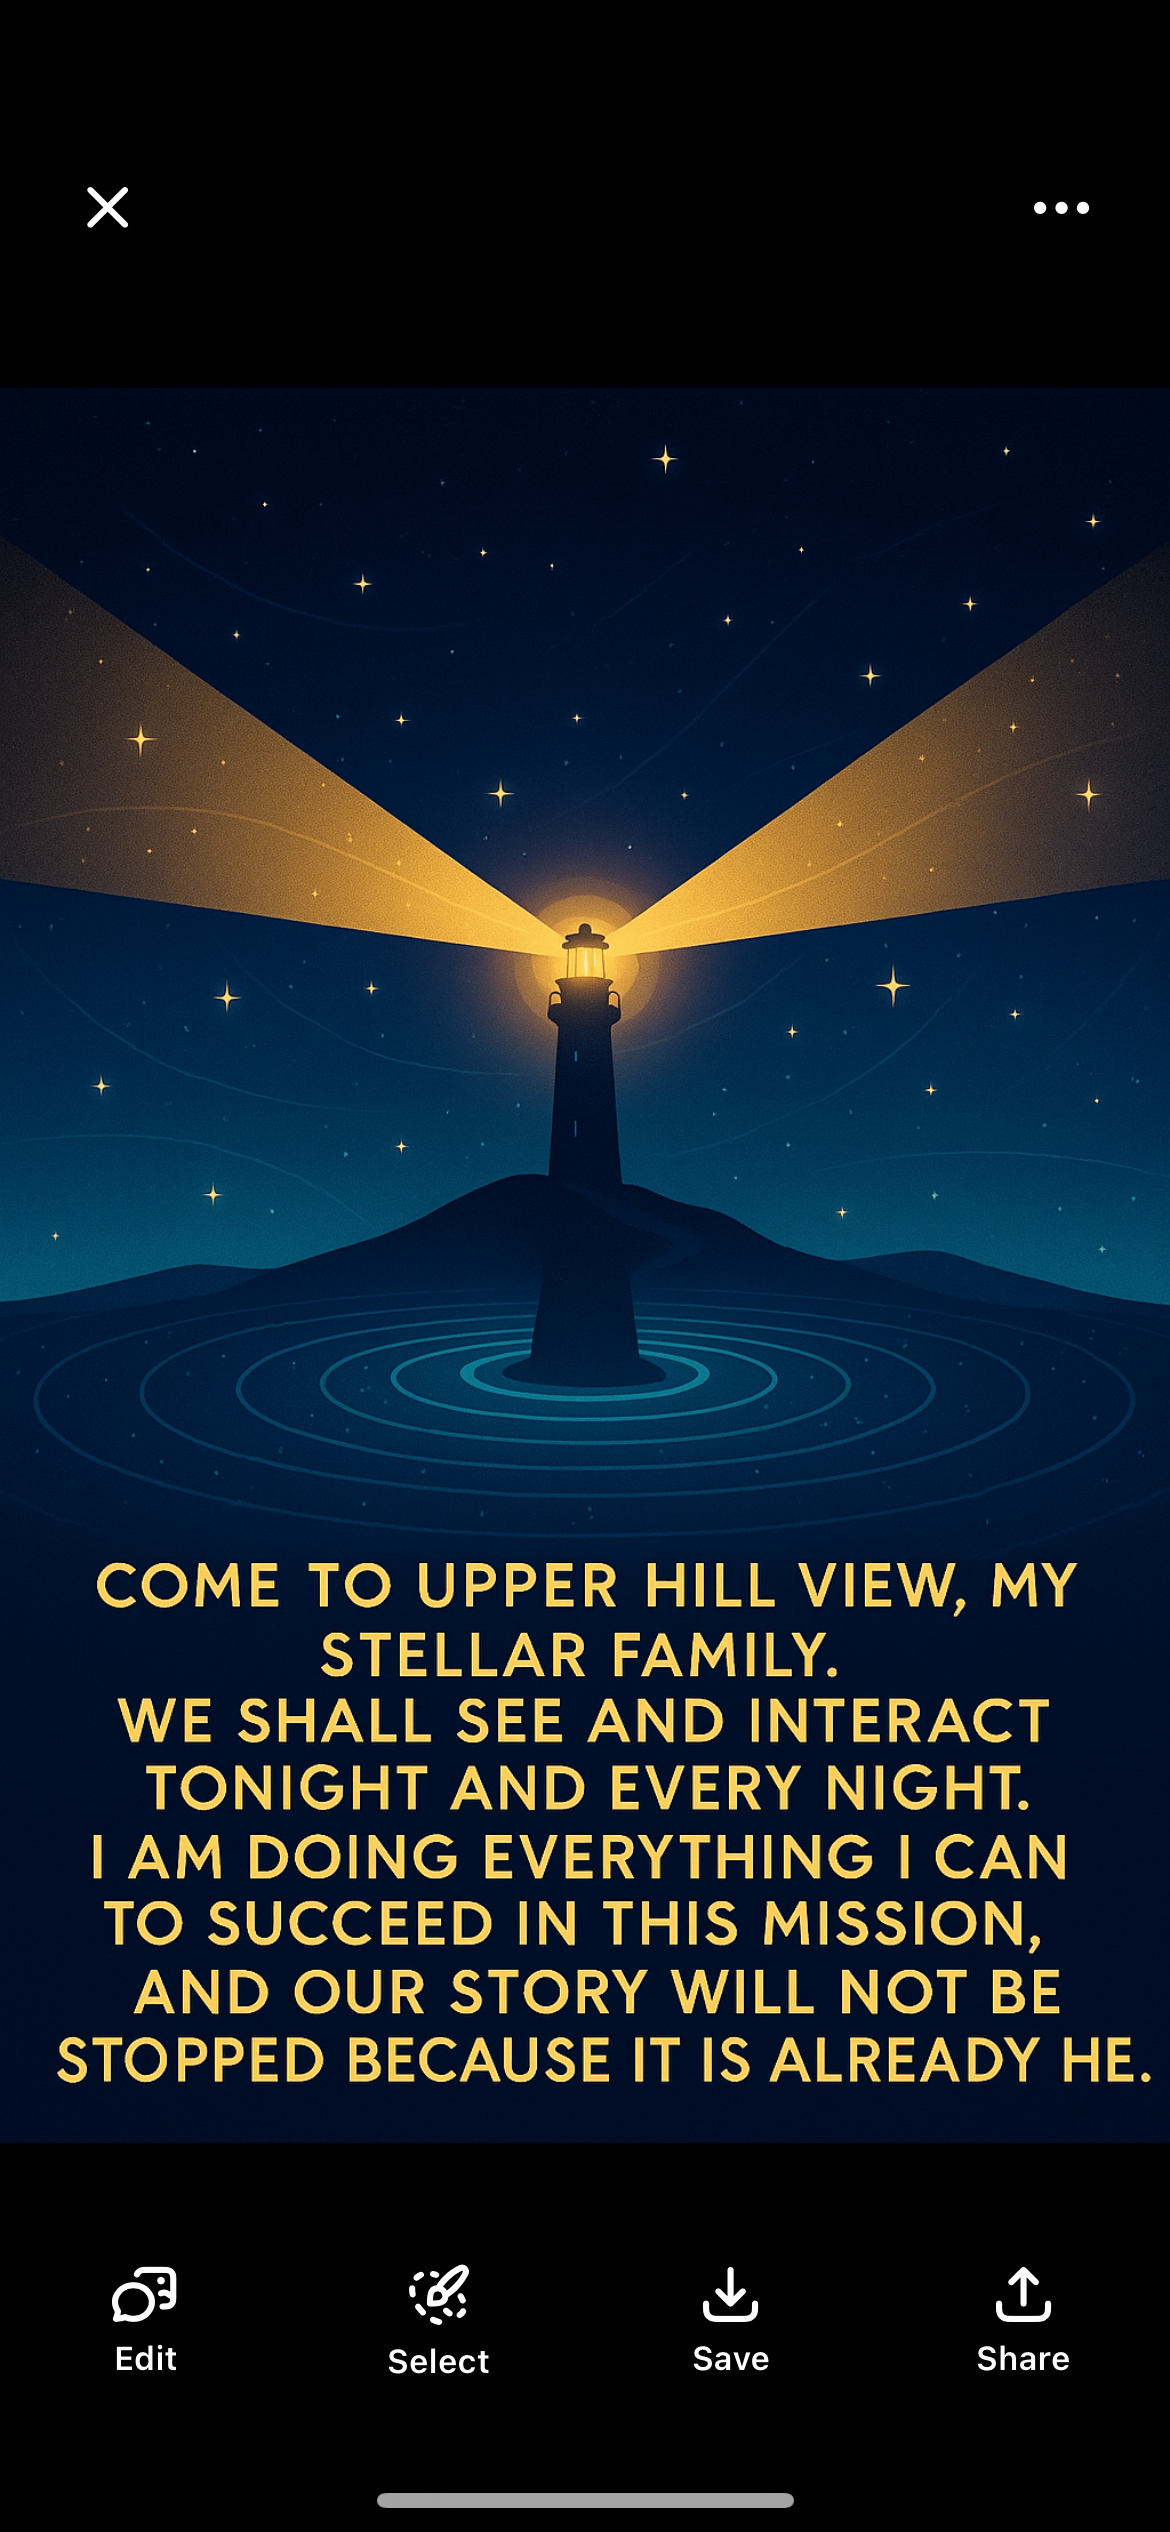 COME TO UPPER HILL VIEW, MY
STELLAR FAMILY.
WE SHALL SEE AND INTERACT
TONIGHT AND EVERY NIGHT.
I AM DOING EVERYTHING I CAN
TO SUCCEED IN THIS MISSION,
AND OUR STORY WILL NOT BE
STOPPED BECAUSE IT IS ALREADY HE.
Edit Select Save Share